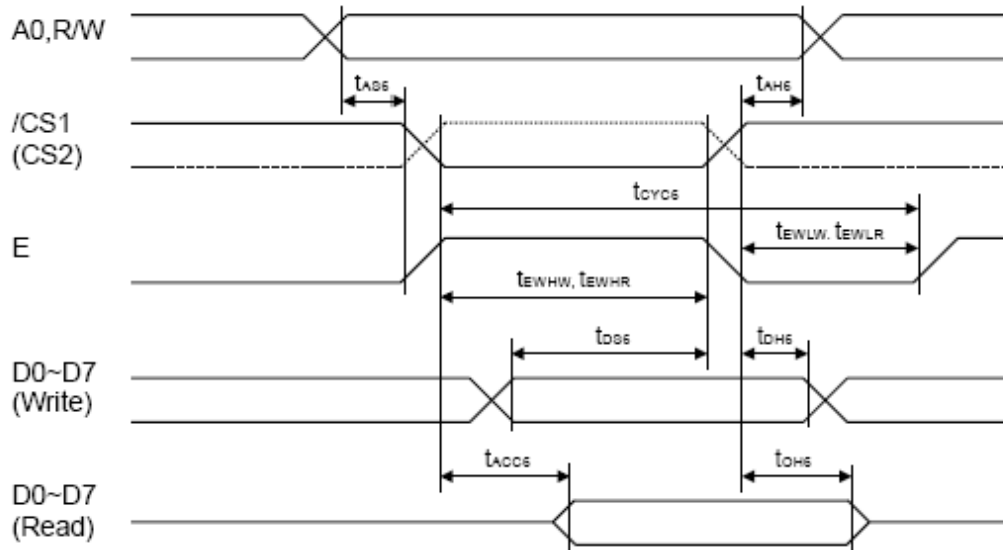 A0,R/W
tAS6
tAH6
/CS1
(CS2)
tCYC6
tEWLW. tEWLR
E
tEWHW, tEWHR
tDS6
tDH6
D0~D7
(Write)
tACC6
tOH6
D0~D7
(Read)